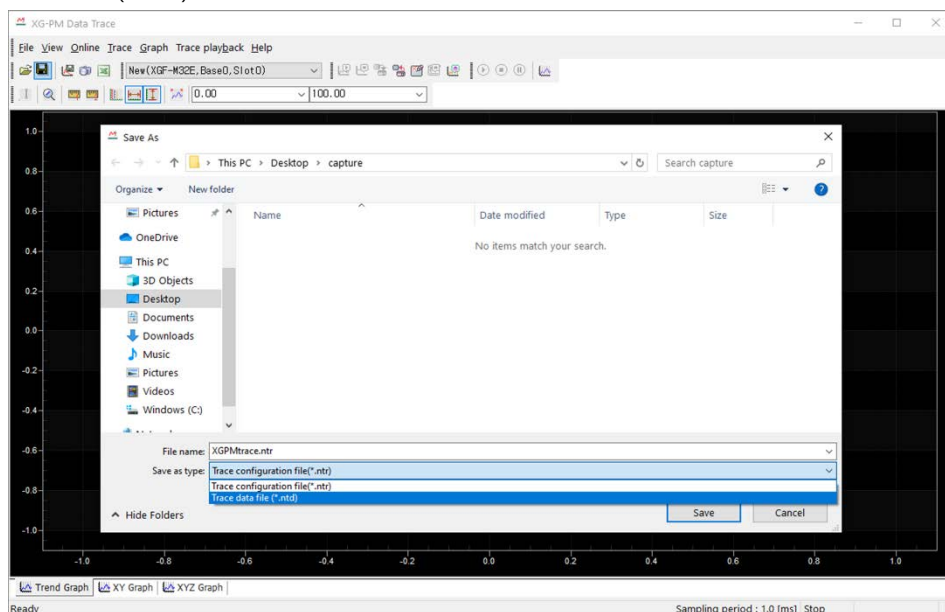 XG-PM Data Trace
File View Online Trace Graph Trace playback Help
New(XGF-M32E,Base0,Slot0)
0.00 100.00
Save As
This PC > Desktop > capture Search capture
Organize New folder
Name Date modified Type Size
No items match your search.
Pictures
OneDrive
This PC
3D Objects
Desktop
Documents
Downloads
Music
Pictures
Videos
Windows (C:)
File name: XGPMtrace.ntr
Save as type: Trace configuration file(*.ntr)
Trace configuration file(*.ntr)
Trace data file (*.ntd)
Hide Folders Save Cancel
1.0
0.8
0.6
0.4
0.2
0.0
-0.2
-0.4
-0.6
-0.8
-1.0
-1.0 -0.8 -0.6 -0.4 -0.2 0.0 0.2 0.4 0.6 0.8 1.0
Trend Graph XY Graph XYZ Graph
Ready Sampling period : 1.0 [ms] Stop